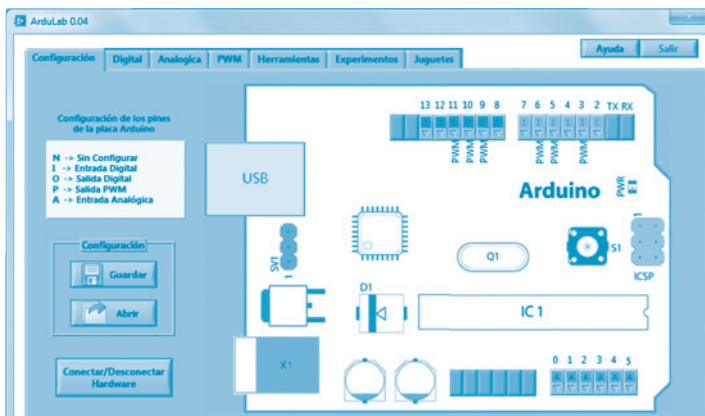 ArduLab 0.04
Ayuda Salir
Configuración Digital Analogica PWM Herramientas Experimentos Juguetes
Configuración de los pines
de la placa Arduino
N -> Sin Configurar
I -> Entrada Digital
O -> Salida Digital
P -> Salida PWM
A -> Entrada Analógica
Configuración
Guardar
Abrir
Conectar/Desconectar
Hardware
13 12 11 10 9 8 7 6 5 4 3 2 TX RX
PWM PWM PWM PWM PWM PWM
USB
Arduino
PWR
SV1
1
Q1
S1
1
ICSP
D1
IC 1
X1
0 1 2 3 4 5
A A A A A A